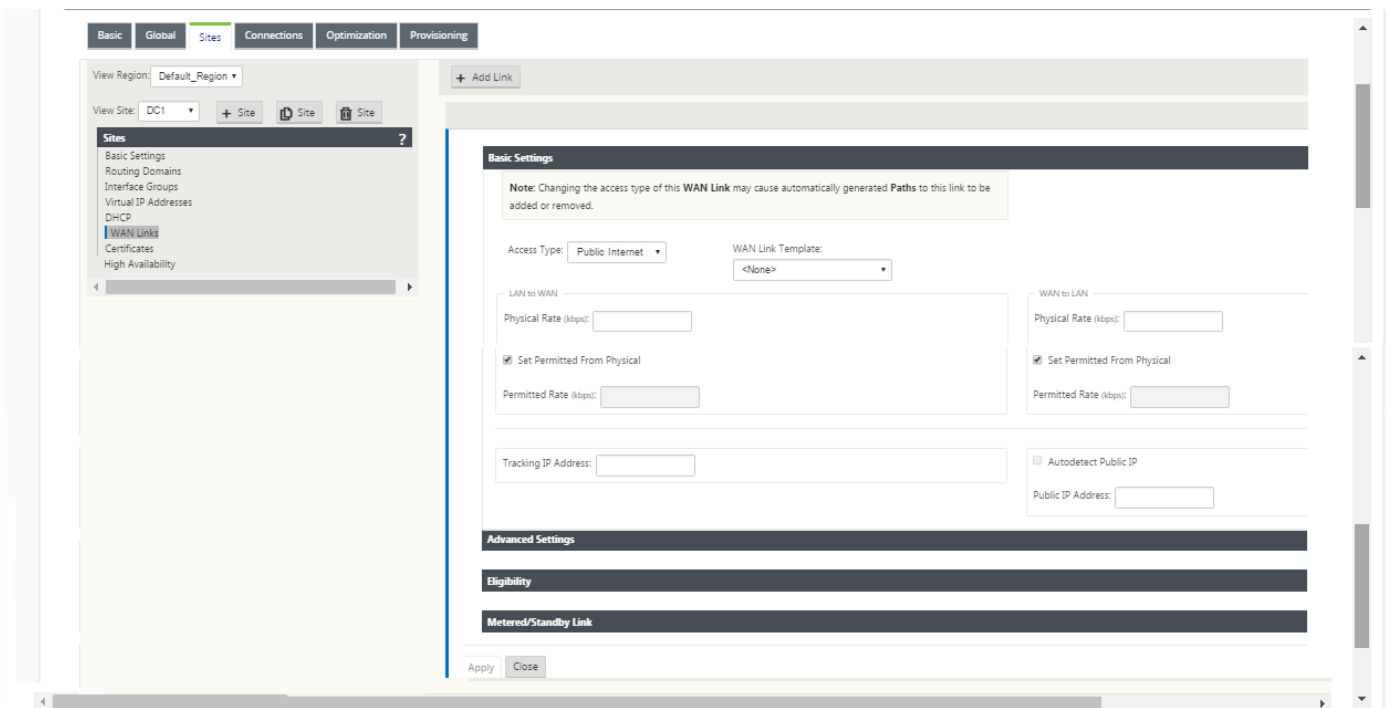 Basic Global Sites Connections Optimization Provisioning
View Region: Default_Region
+ Add Link
View Site: DC1 + Site Site Site
Sites ?
Basic Settings
Routing Domains
Interface Groups
Virtual IP Addresses
DHCP
WAN Links
Certificates
High Availability
Basic Settings
Note: Changing the access type of this WAN Link may cause automatically generated Paths to this link to be
added or removed.
Access Type: Public Internet
WAN Link Template:
<None>
LAN to WAN
Physical Rate (kbps):
Set Permitted From Physical
Permitted Rate (kbps):
WAN to LAN
Physical Rate (kbps):
Set Permitted From Physical
Permitted Rate (kbps):
Tracking IP Address:
Autodetect Public IP
Public IP Address:
Advanced Settings
Eligibility
Metered/Standby Link
Apply Close